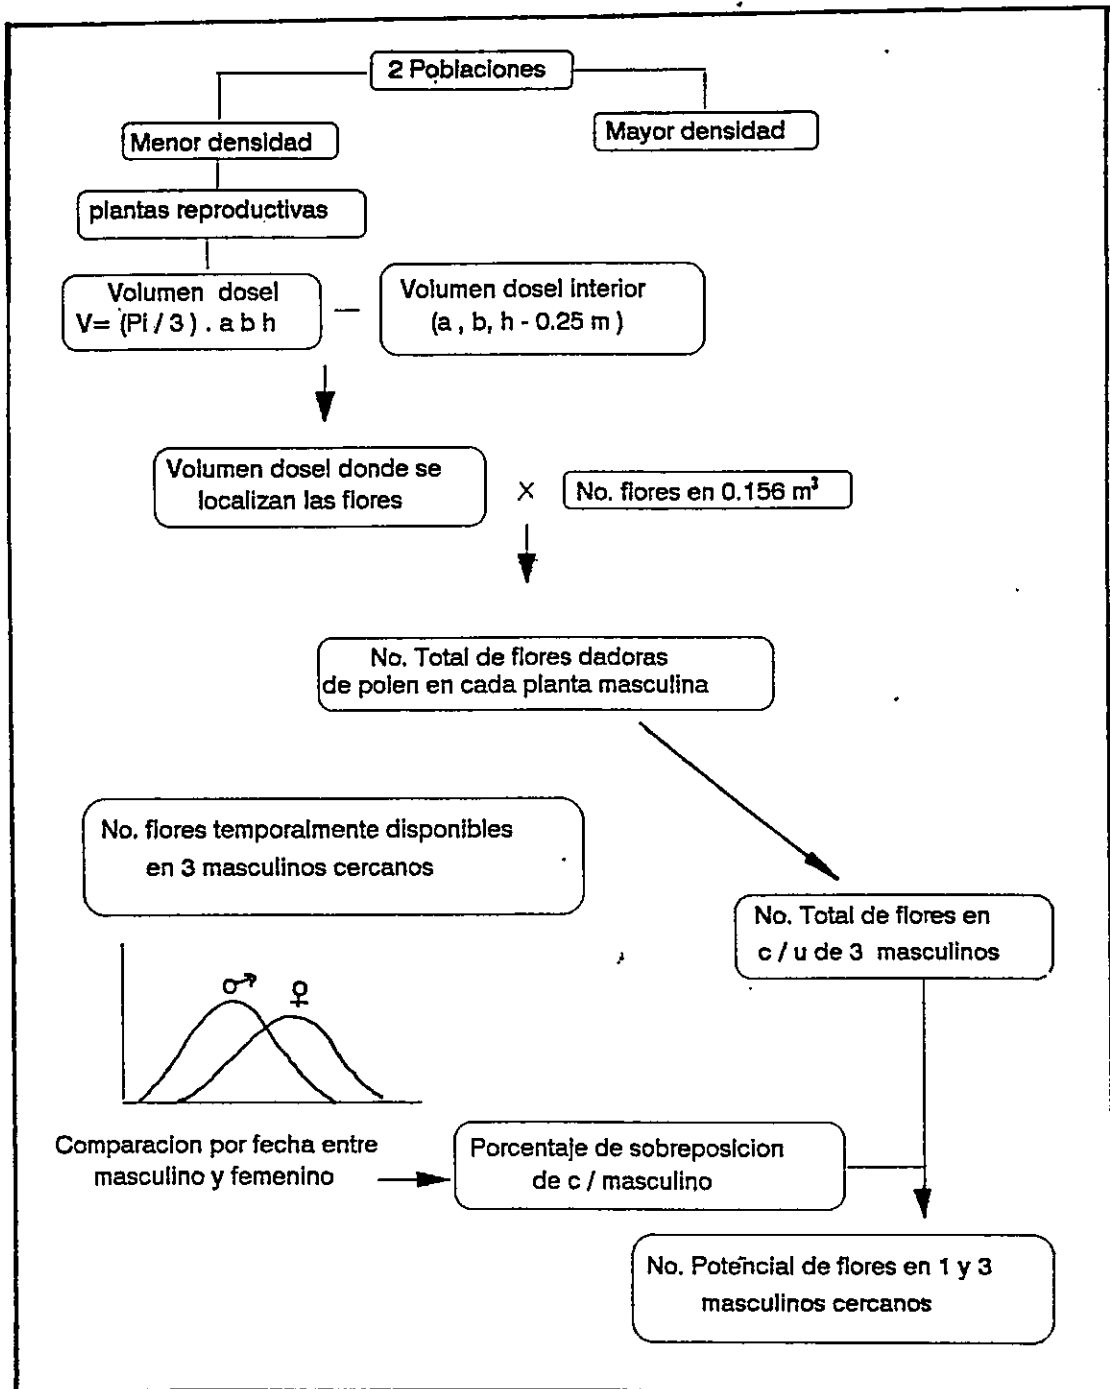 2 Poblaciones
Menor densidad
Mayor densidad
plantas reproductivas
Volumen dosel
V= (Pi / 3 ) . a b h
—
Volumen dosel interior
(a , b, h - 0.25 m )
Volumen dosel donde se
localizan las flores
X
No. flores en 0.156 m³
No. Total de flores dadoras
de polen en cada planta masculina
No. flores temporalmente disponibles
en 3 masculinos cercanos
No. Total de flores en
c / u de 3 masculinos
♂ ♀
Comparacion por fecha entre
masculino y femenino
Porcentaje de sobreposicion
de c / masculino
No. Potencial de flores en 1 y 3
masculinos cercanos